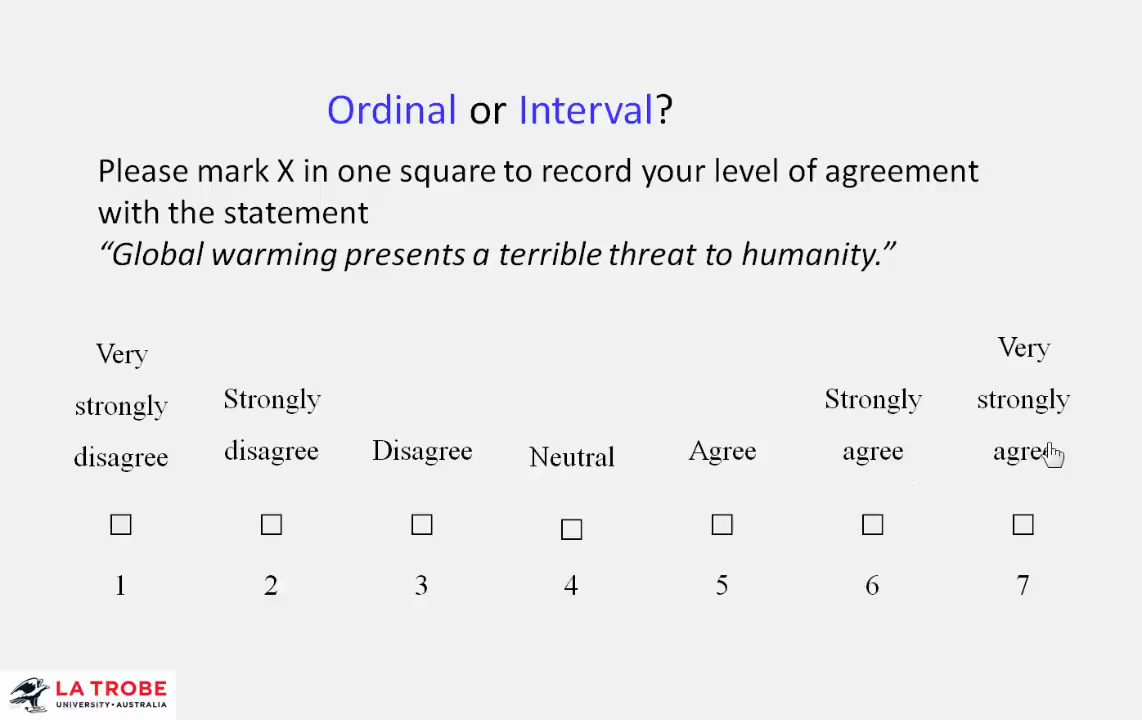 Ordinal or Interval?
Please mark X in one square to record your level of agreement
with the statement
“Global warming presents a terrible threat to humanity.”
Very
strongly
disagree
Strongly
disagree
Disagree
Neutral
Agree
Strongly
agree
Very
strongly
agree
1 2 3 4 5 6 7
LA TROBE
UNIVERSITY • AUSTRALIA